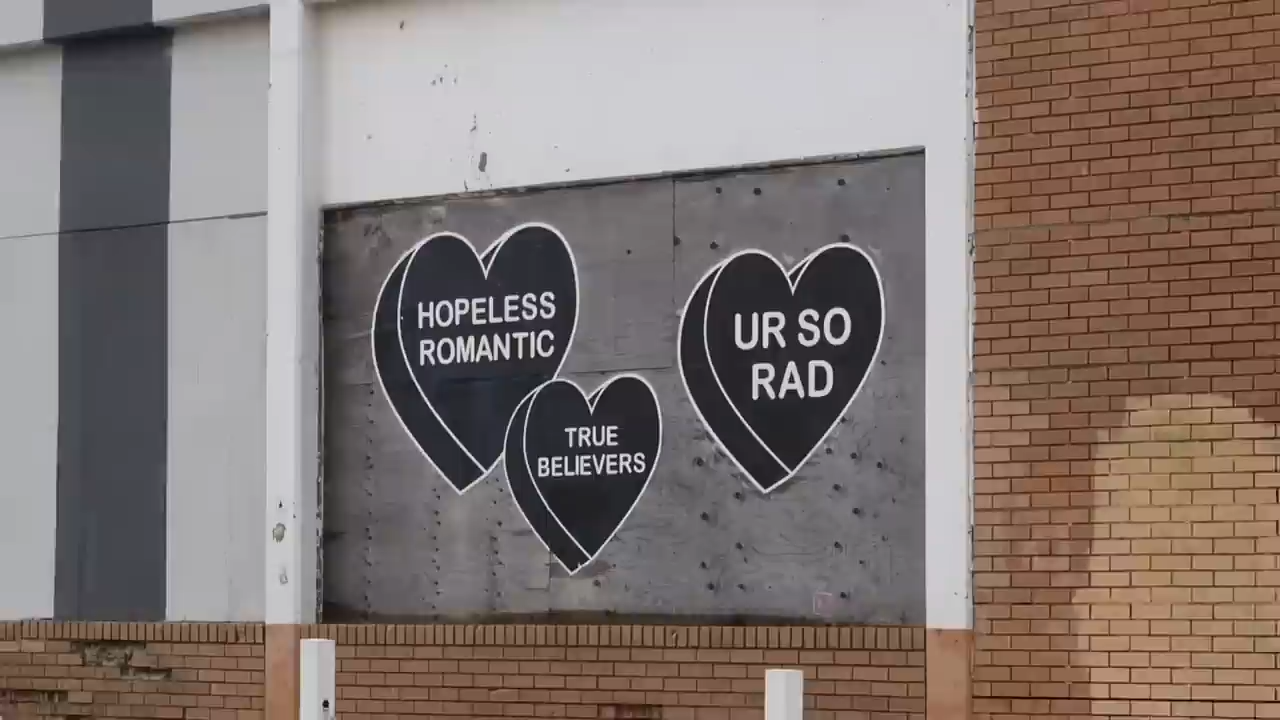 HOPELESS
ROMANTIC
TRUE
BELIEVERS
UR SO
RAD